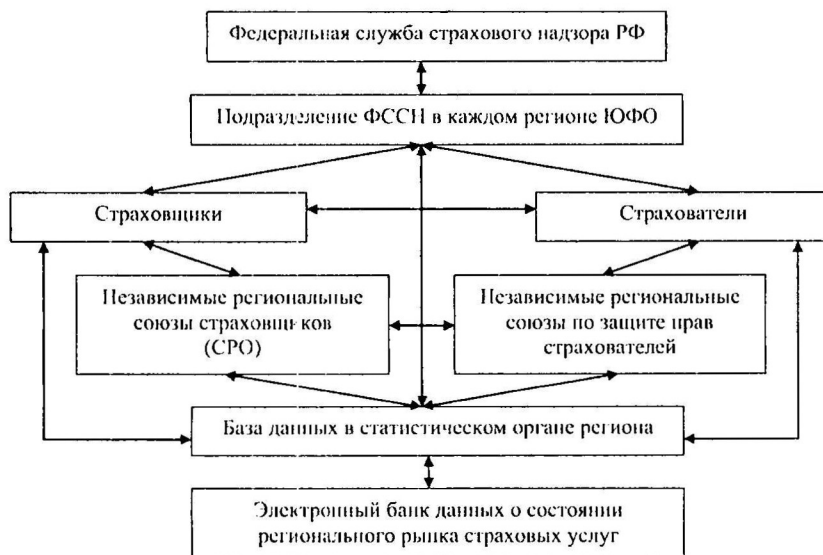 Федеральная служба страхового надзора РФ
Подразделение ФССН в каждом регионе ЮФО
Страховщики
Страхователи
Независимые региональные
союзы страховщиков
(СРО)
Независимые региональные
союзы по защите прав
страхователей
База данных в статистическом органе региона
Электронный банк данных о состоянии
регионального рынка страховых услуг